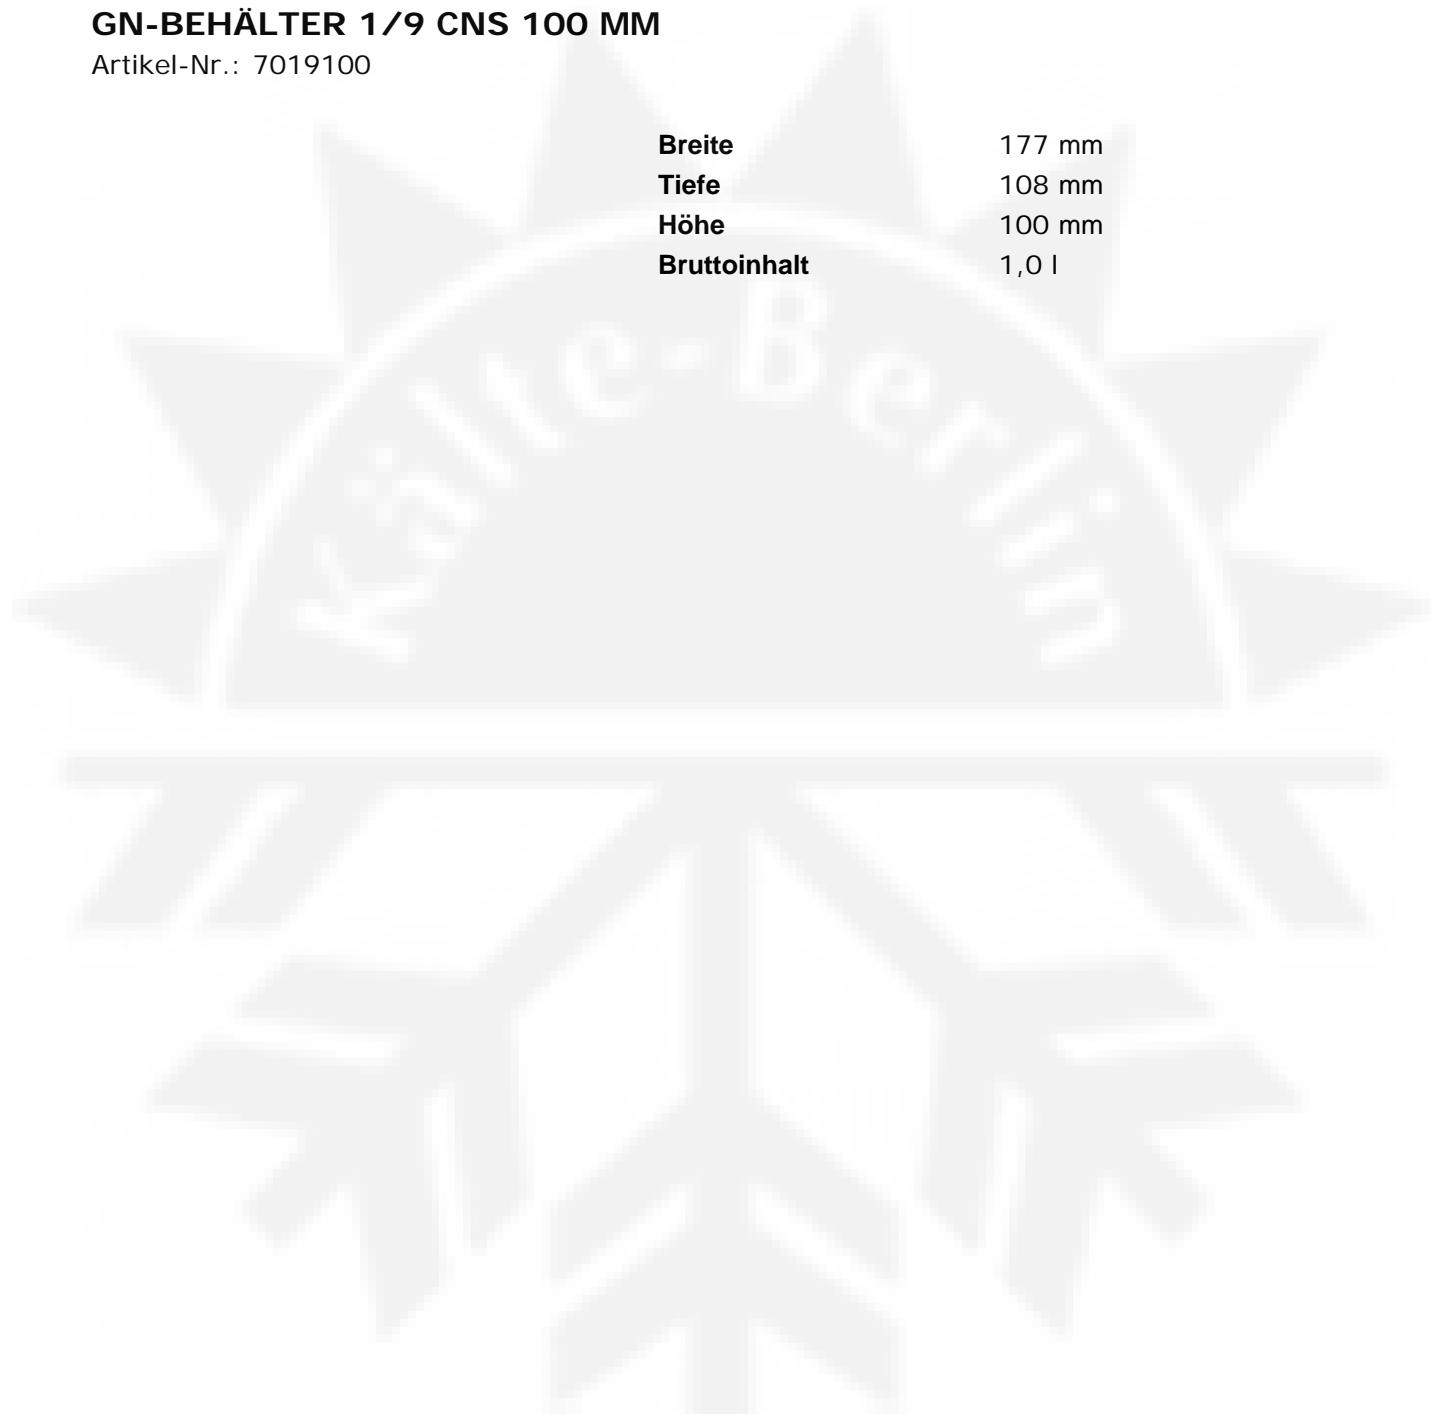 GN-BEHÄLTER 1/9 CNS 100 MM
Artikel-Nr.: 7019100
Breite 177 mm
Tiefe 108 mm
Höhe 100 mm
Bruttoinhalt 1,0 l
Kälte-Berlin